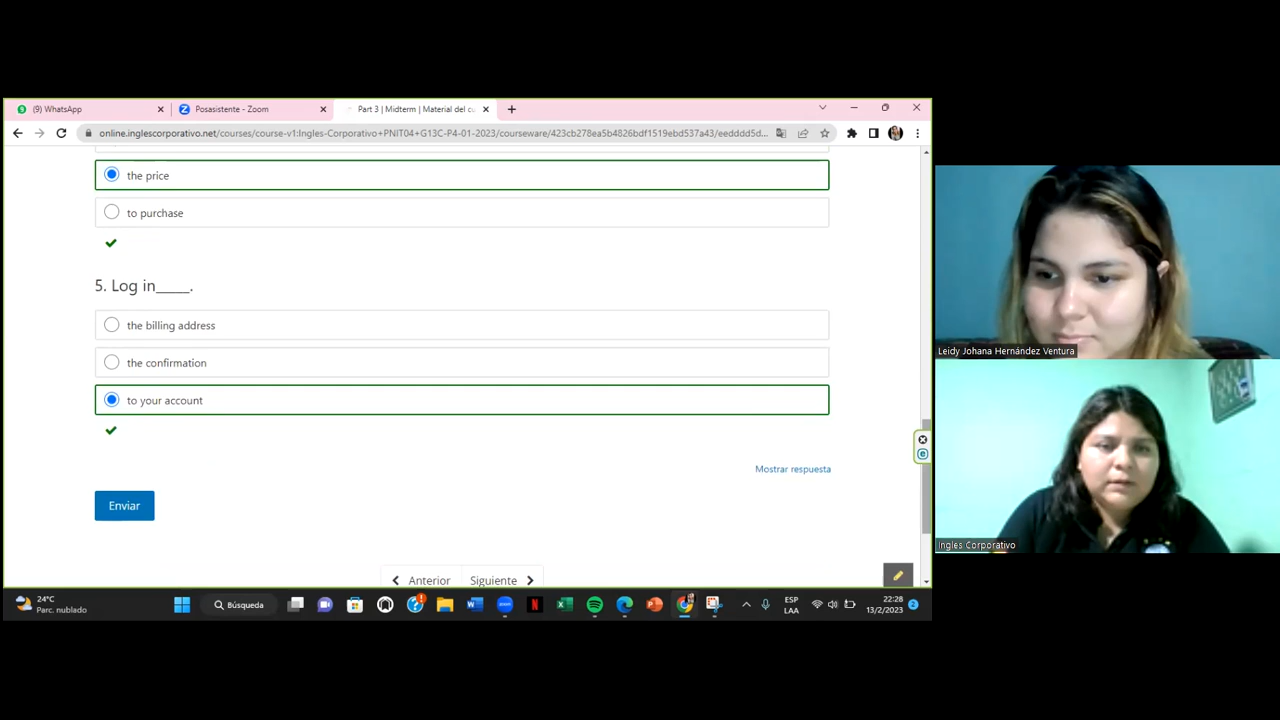 (9) WhatsApp
Posasistente - Zoom
Part 3 | Midterm | Material del cu
online.inglescorporativo.net/courses/course-v1:Ingles-Corporativo+PNIT04+G13C-P4-01-2023/courseware/423cb278ea5b4826bdf1519ebd537a43/eedddd5d...
the price
to purchase
5. Log in_____.
the billing address
the confirmation
to your account
Mostrar respuesta
Enviar
Anterior
Siguiente
24°C
Parc. nublado
Búsqueda
ESP
LAA
22:28
13/2/2023
2
Leidy Johana Hernández Ventura
Ingles Corporativo